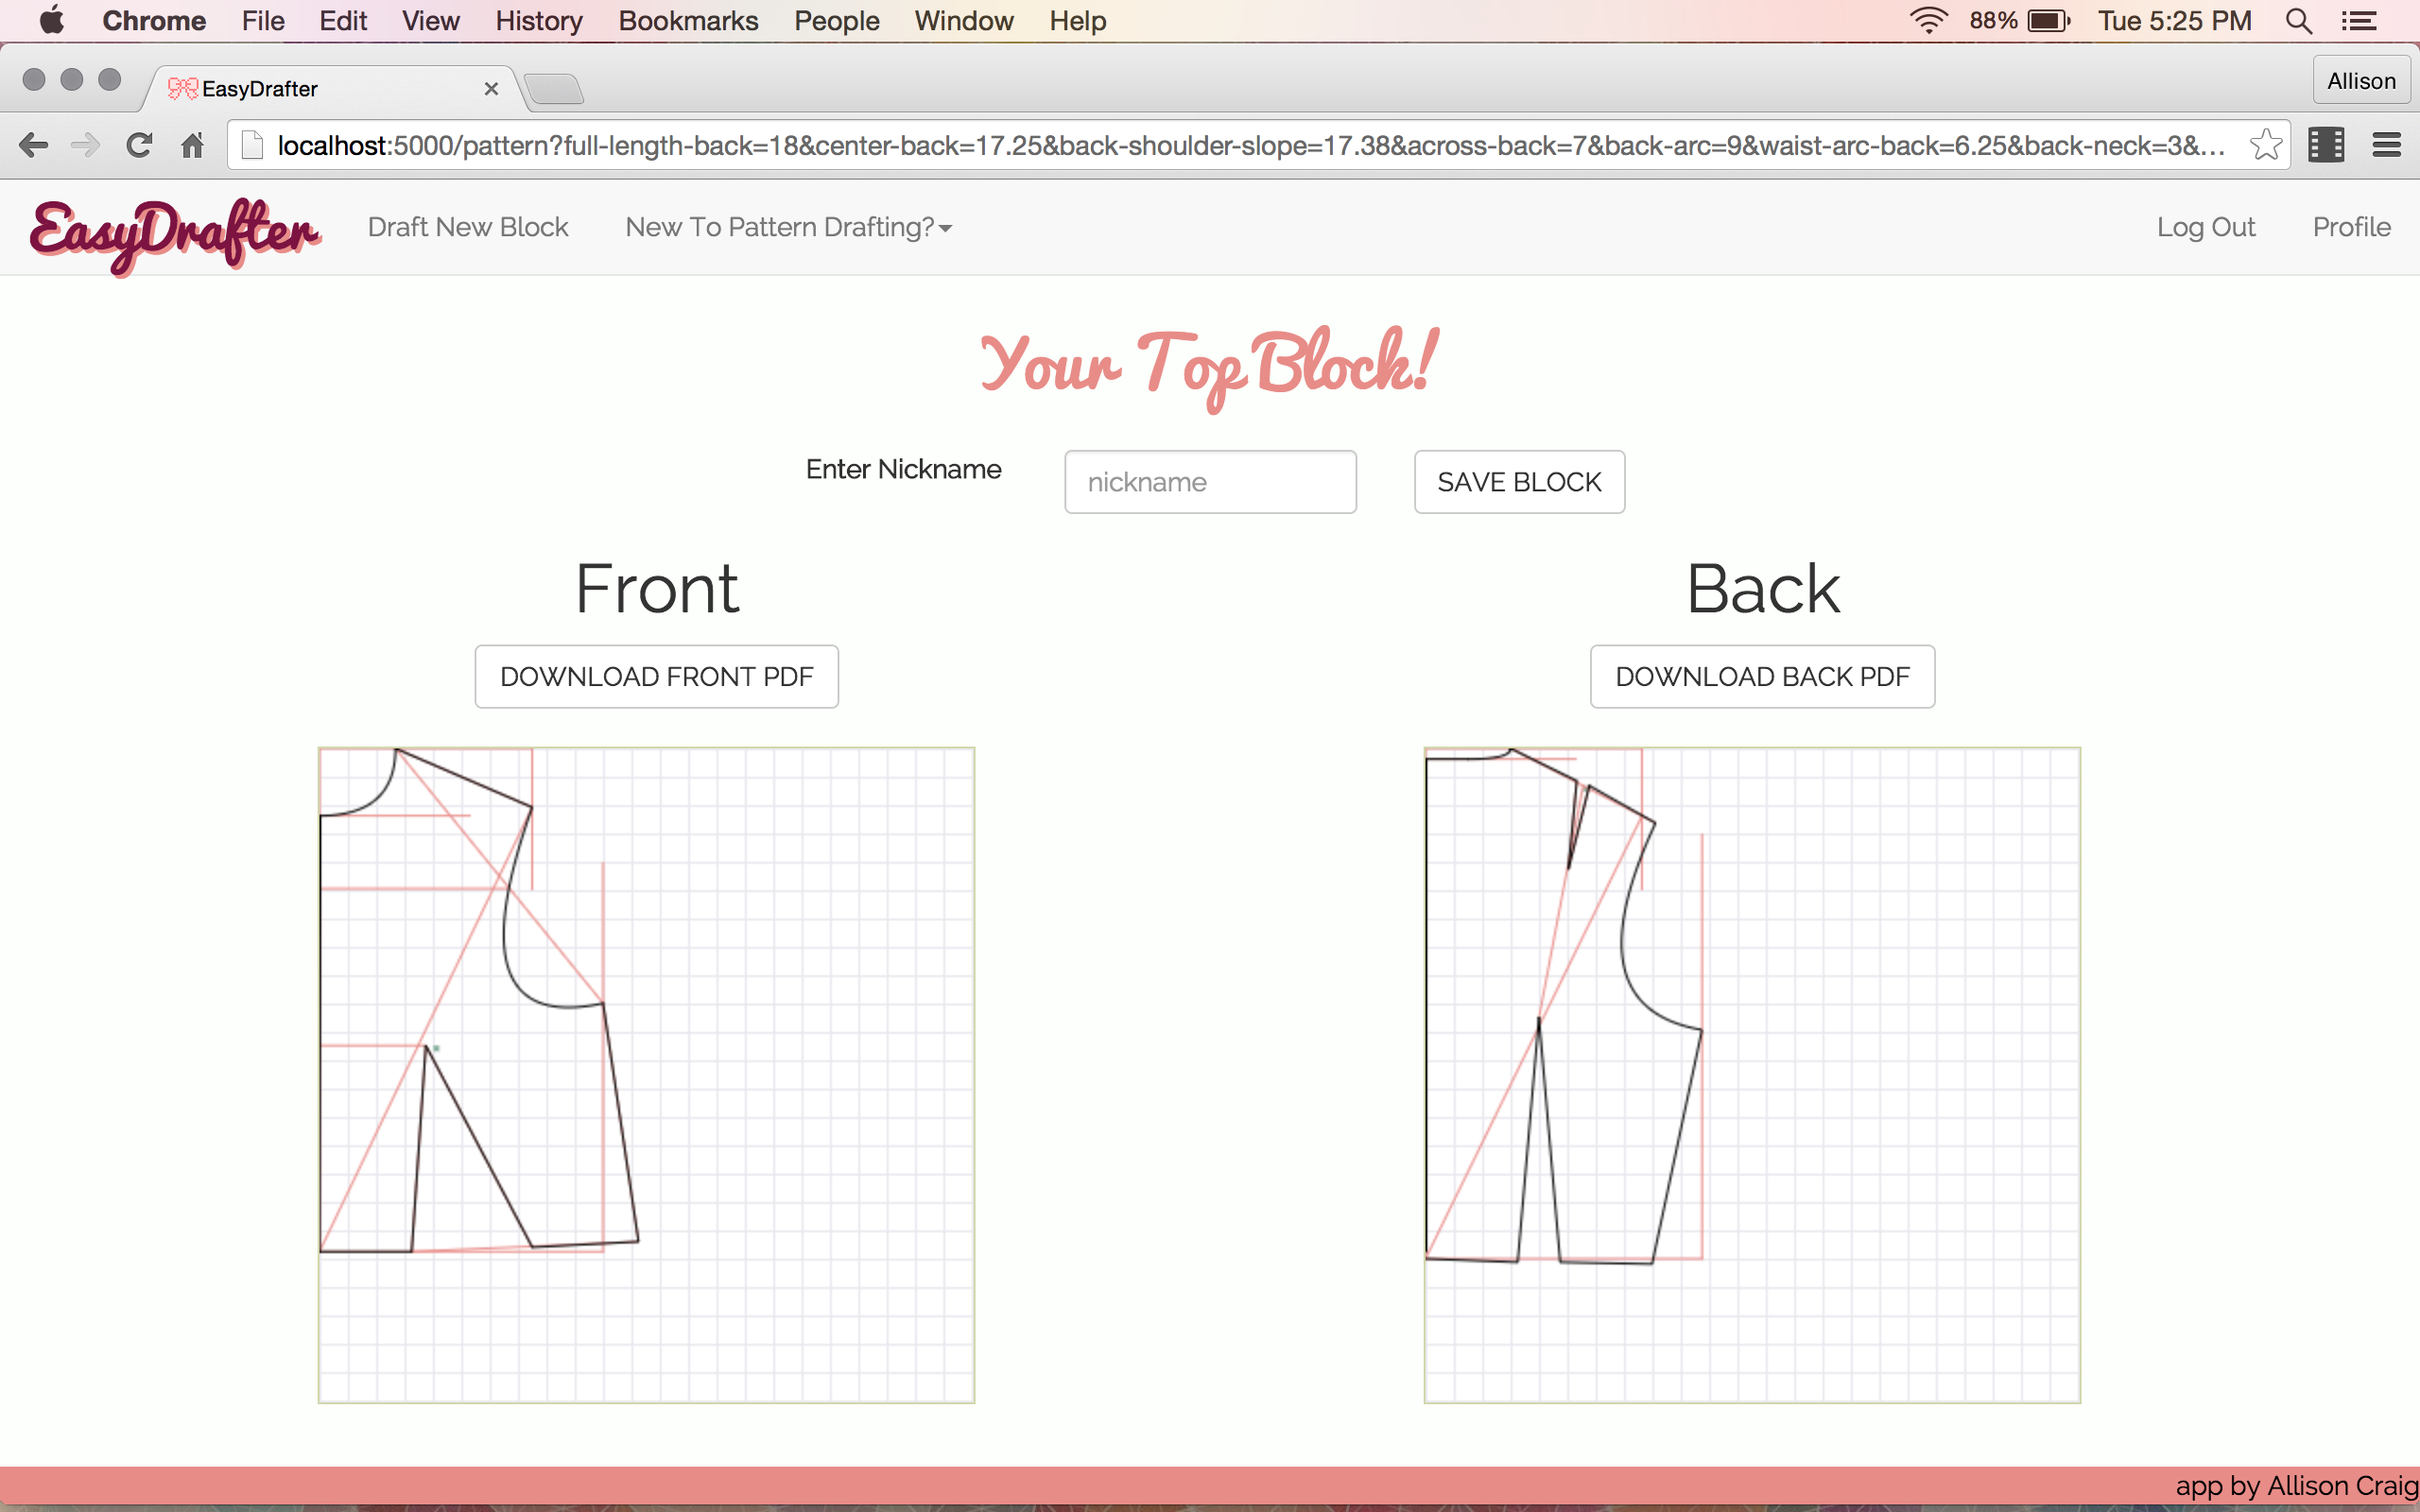 Chrome File Edit View History Bookmarks People Window Help 88% Tue 5:25 PM
EasyDrafter Allison
localhost:5000/pattern?full-length-back=18&center-back=17.25&back-shoulder-slope=17.38&across-back=7&back-arc=9&waist-arc-back=6.25&back-neck=3&...
EasyDrafter Draft New Block New To Pattern Drafting? Log Out Profile
Your Top Block!
Enter Nickname nickname SAVE BLOCK
Front Back
DOWNLOAD FRONT PDF DOWNLOAD BACK PDF
app by Allison Craig